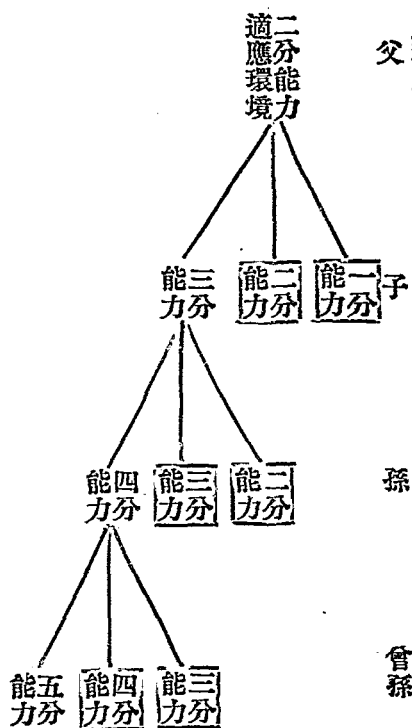 父
二分能力
適應環境
子
一分
能力
二分
能力
三分
能力
孫
二分
能力
三分
能力
四分
能力
曾孫
三分
能力
四分
能力
五分
能力